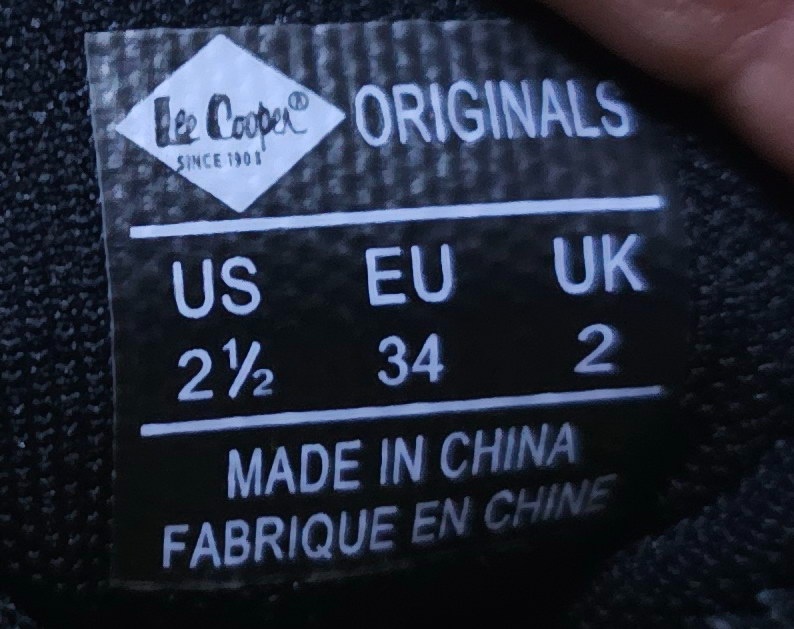 Lee Cooper® ORIGINALS
SINCE 1908
US EU UK
2½ 34 2
MADE IN CHINA
FABRIQUE EN CHINE